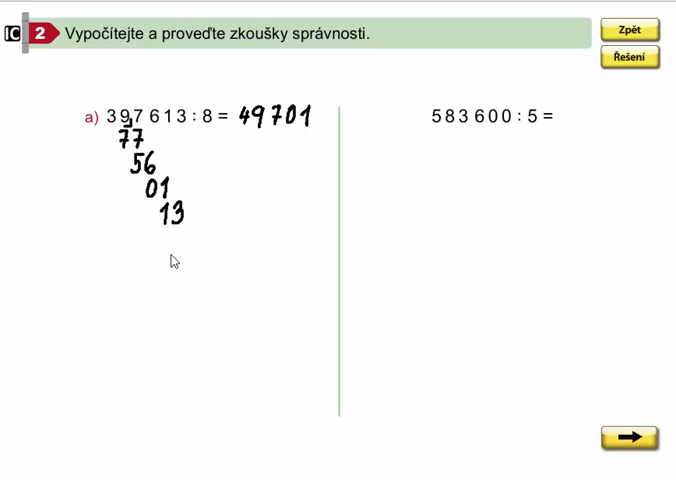 IC 2 Vypočítejte a proveďte zkoušky správnosti.
Zpět
Řešení
a) 397 613 : 8 = 49701
77
56
01
13
583 600 : 5 =